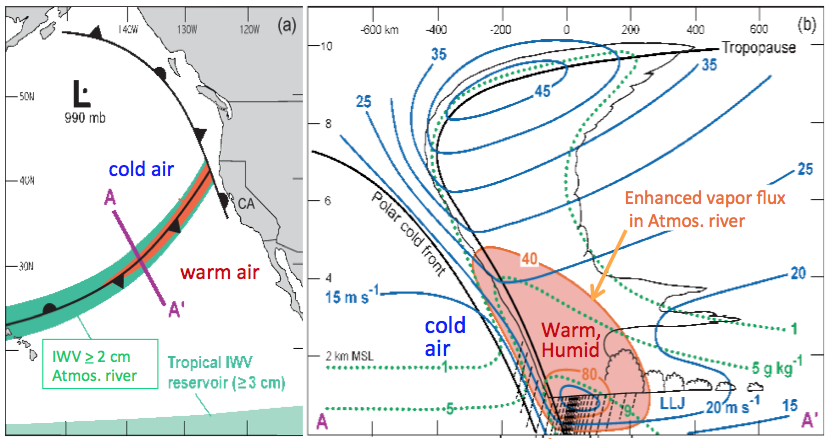 140W
120W
(a)
160W
50N
L
990 mb
cold air
40N
A
CA
warm air
30N
A'
IWV ≥ 2 cm
Atmos. river
Tropical IWV
reservoir (≥3 cm)
-600 km
-400
-200
0
200
400
600
(b)
10
35
Tropopause
35
25
45
8
25
6
Enhanced vapor flux
in Atmos. river
Polar cold front
40
4
20
15 m s⁻¹
cold
air
Warm,
Humid
1
2 km MSL
1
80
5 g kg⁻¹
5
9
LLJ
20 m s⁻¹
15
A
A'